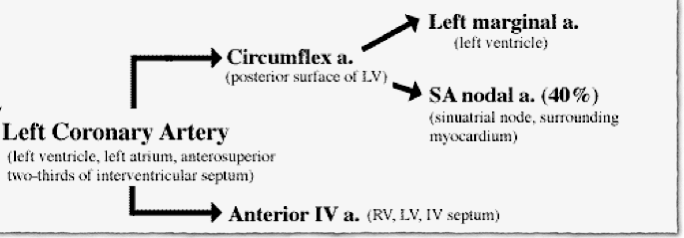 Left marginal a.
(left ventricle)
Circumflex a.
(posterior surface of LV)
SA nodal a. (40%)
(sinuatrial node, surrounding
myocardium)
Left Coronary Artery
(left ventricle, left atrium, anterosuperior
two-thirds of interventricular septum)
Anterior IV a. (RV, LV, IV septum)